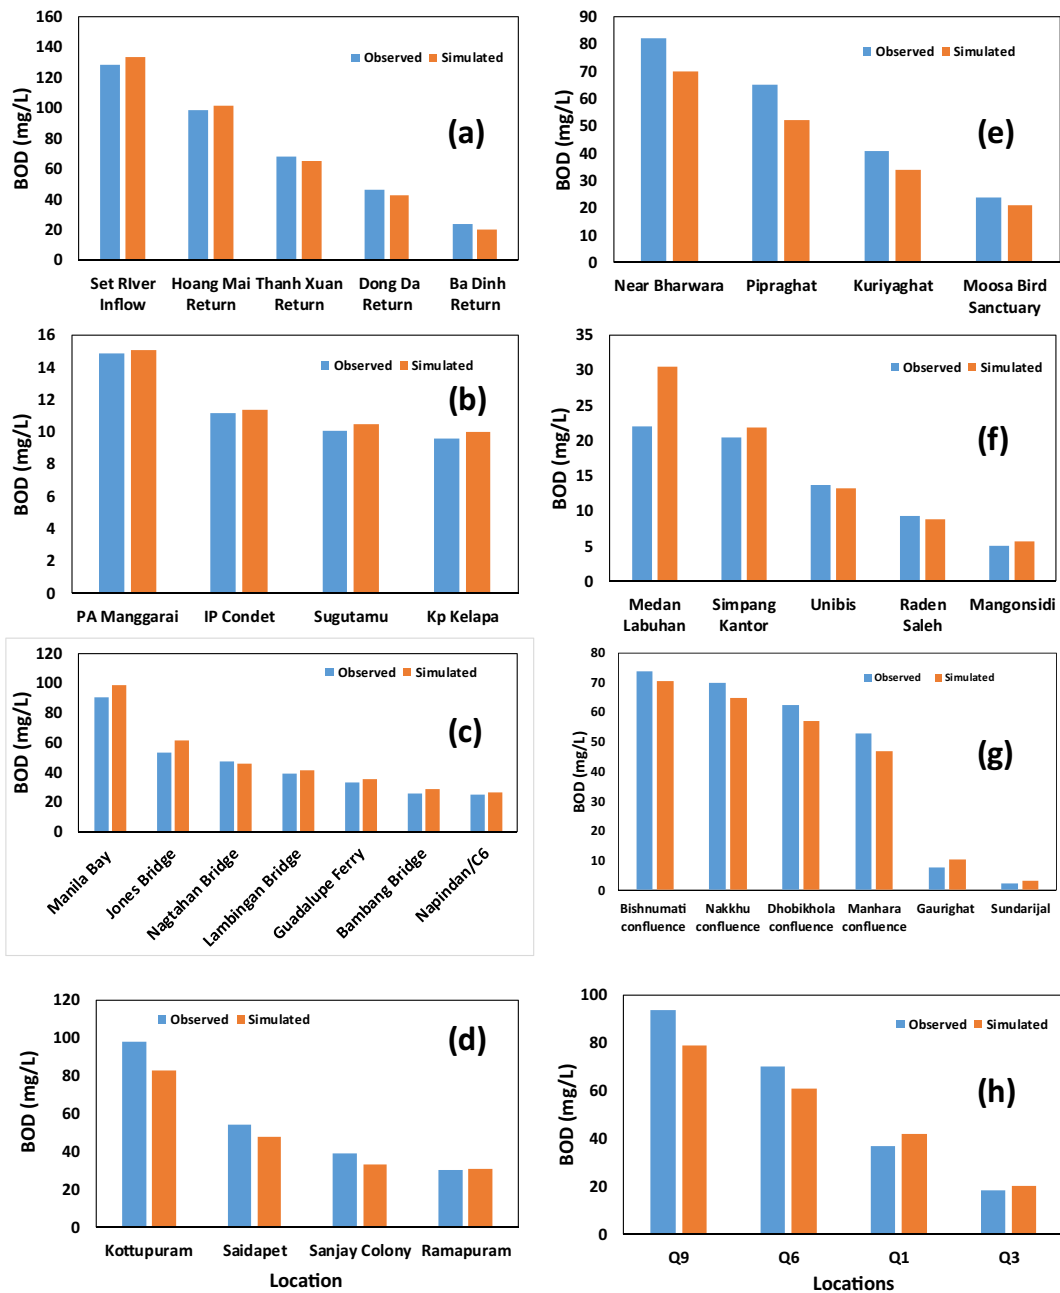 160
140
120
100
80
60
40
20
0
BOD (mg/L)
Observed Simulated
(a)
Set RIver Inflow
Hoang Mai Return
Thanh Xuan Return
Dong Da Return
Ba Dinh Return
90
80
70
60
50
40
30
20
10
0
BOD (mg/L)
Observed Simulated
(e)
Near Bharwara
Pipraghat
Kuriyaghat
Moosa Bird Sanctuary
16
14
12
10
8
6
4
2
0
BOD (mg/L)
Observed Simulated
(b)
PA Manggarai
IP Condet
Sugutamu
Kp Kelapa
35
30
25
20
15
10
5
0
BOD (mg/L)
Observed Simulated
(f)
Medan Labuhan
Simpang Kantor
Unibis
Raden Saleh
Mangonsidi
120
100
80
60
40
20
0
BOD (mg/L)
Observed Simulated
(c)
Manila Bay
Jones Bridge
Nagtahan Bridge
Lambingan Bridge
Guadalupe Ferry
Bambang Bridge
Napindan/C6
80
70
60
50
40
30
20
10
0
BOD (mg/L)
Observed Simulated
(g)
Bishnumati confluence
Nakkhu confluence
Dhobikhola confluence
Manhara confluence
Gaurighat
Sundarijal
120
100
80
60
40
20
0
BOD (mg/L)
Observed Simulated
(d)
Kottupuram
Saidapet
Sanjay Colony
Ramapuram
Location
100
80
60
40
20
0
BOD (mg/L)
Observed Simulated
(h)
Q9
Q6
Q1
Q3
Locations